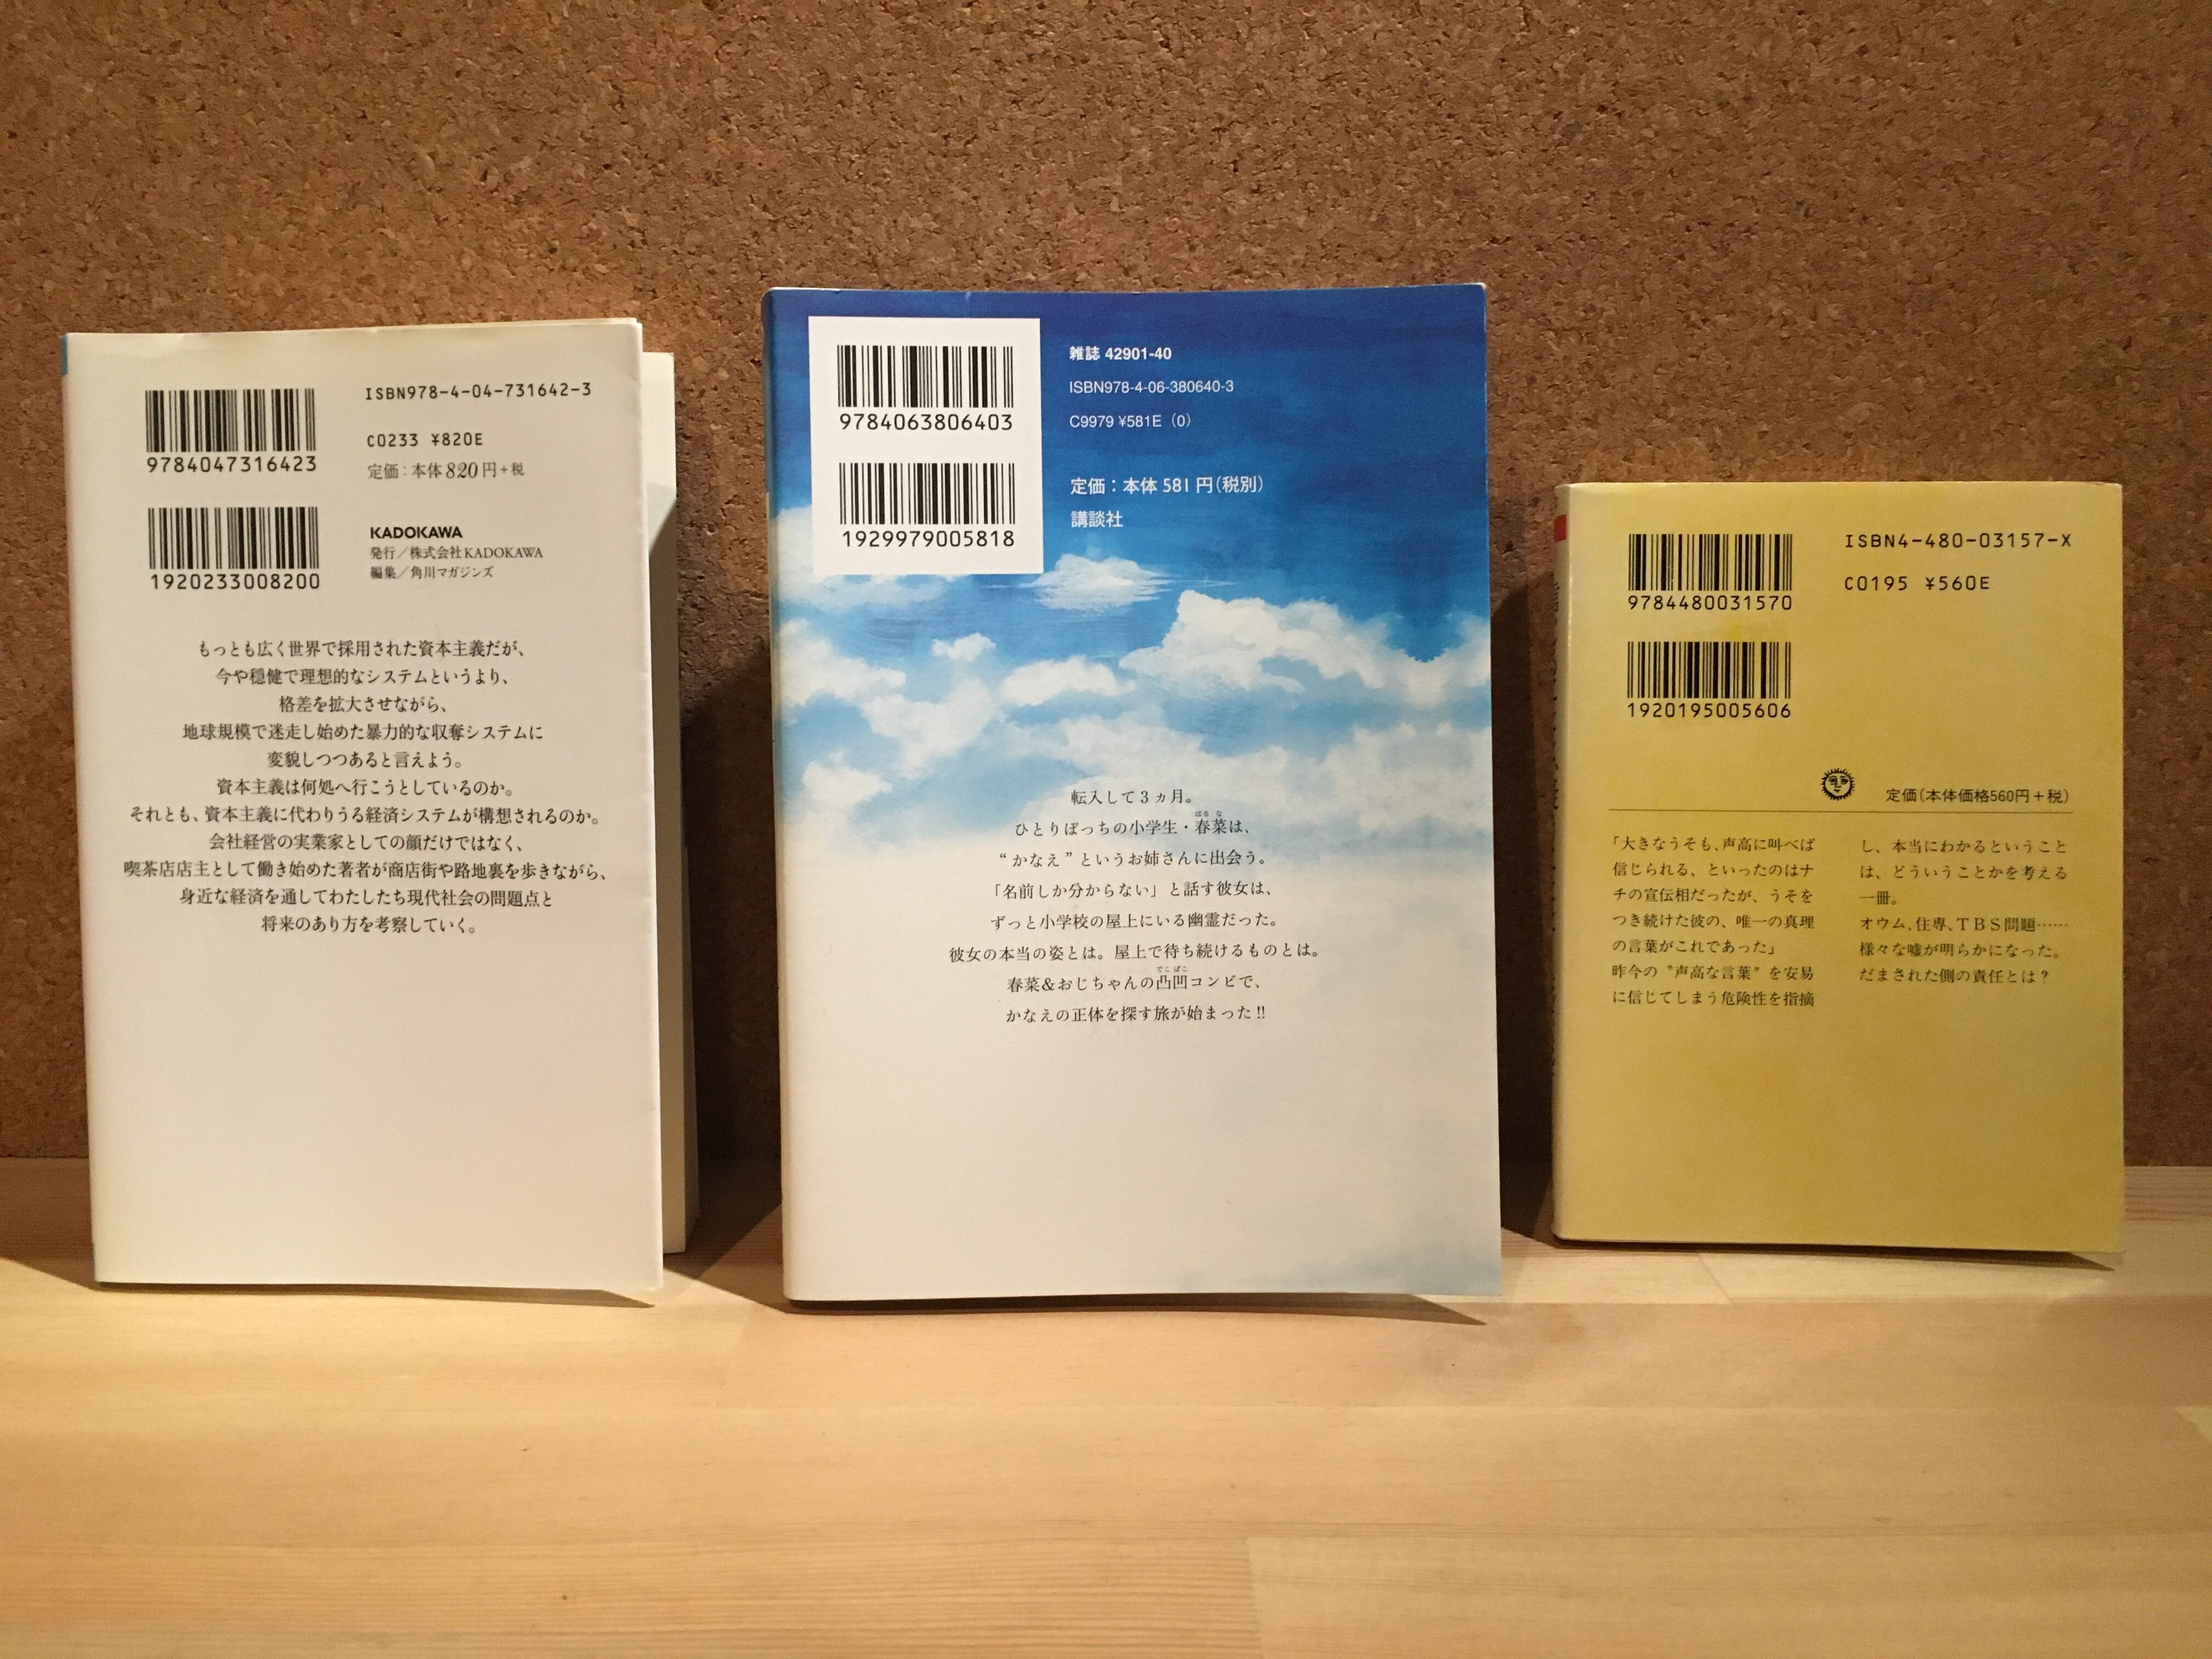 ISBN978-4-04-731642-3
9784047316423
C0233 ¥820E
定価:本体820円+税
1920233008200
KADOKAWA
発行/株式会社KADOKAWA
編集/角川マガジンズ
もっとも広く世界で採用された資本主義だが、
今や穏健で理想的なシステムというより、
格差を拡大させながら、
地球規模で迷走し始めた暴力的な収奪システムに
変貌しつつあると言えよう。
資本主義は何処へ行こうとしているのか。
それとも、資本主義に代わりうる経済システムが構想されるのか。
会社経営の実業家としての顔だけではなく、
喫茶店店主として働き始めた著者が商店街や路地裏を歩きながら、
身近な経済を通してわたしたち現代社会の問題点と
将来のあり方を考察していく。
9784063806403
1929979005818
雑誌 42901-40
ISBN978-4-06-380640-3
C9979 ¥581E (0)
定価:本体 581 円(税別)
講談社
転入して3ヵ月。
はるな
ひとりぼっちの小学生・春菜は、
“かなえ”というお姉さんに出会う。
「名前しか分からない」と話す彼女は、
ずっと小学校の屋上にいる幽霊だった。
彼女の本当の姿とは。屋上で待ち続けるものとは。
でこぼこ
春菜&おじちゃんの凸凹コンビで、
かなえの正体を探す旅が始まった!!
9784480031570
1920195005606
ISBN4-480-03157-X
C0195 ¥560E
定価(本体価格560円+税)
「大きなうそも、声高に叫べば
信じられる、といったのはナ
チの宣伝相だったが、うそを
つき続けた彼の、唯一の真理
の言葉がこれであった」
昨今の〝声高な言葉〟を安易
に信じてしまう危険性を指摘
し、本当にわかるということ
は、どういうことかを考える
一冊。
オウム、住専、TBS問題……
様々な嘘が明らかになった。
だまされた側の責任とは?